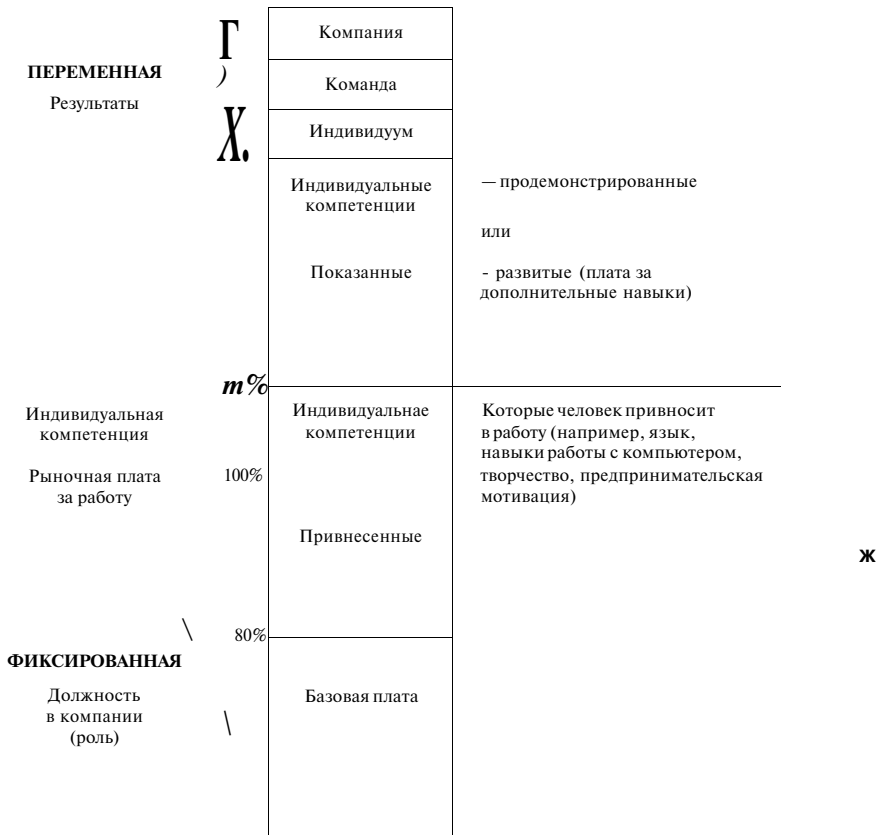 Г
)
Х.
ПЕРЕМЕННАЯ
Результаты
Компания
Команда
Индивидуум
Индивидуальные
компетенции
Показанные
— продемонстрированные
или
- развитые (плата за
дополнительные навыки)
m%
Индивидуальная
компетенция
Рыночная плата
за работу
100%
Индивидуальнае
компетенции
Привнесенные
Которые человек привносит
в работу (например, язык,
навыки работы с компьютером,
творчество, предпринимательская
мотивация)
ж
\
80%
ФИКСИРОВАННАЯ
Должность
в компании
(роль)
\
Базовая плата